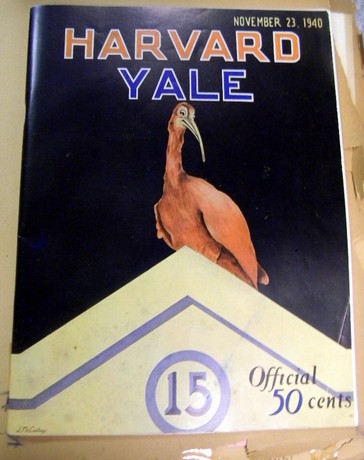 NOVEMBER 23, 1940
HARVARD
YALE
15
Official
50 cents